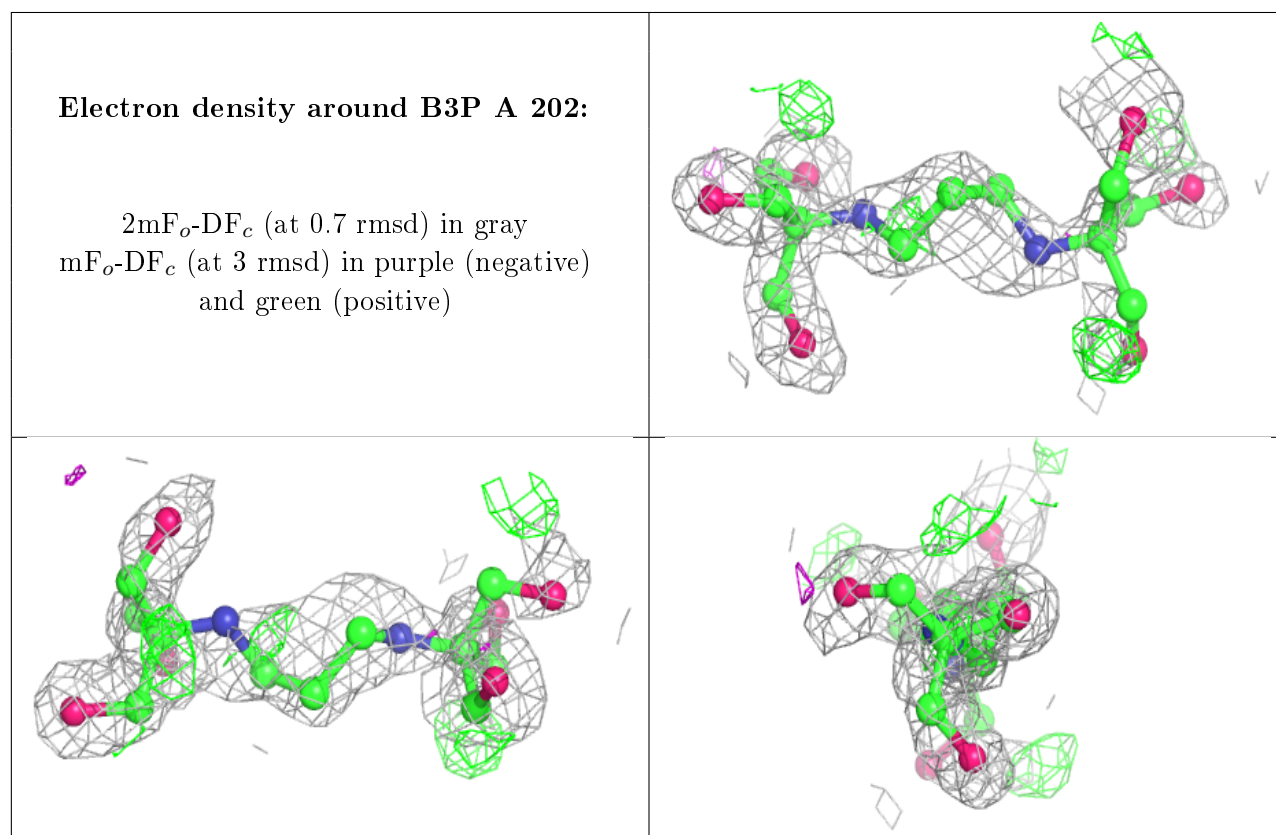 Electron density around B3P A 202:
2mFo-DFc (at 0.7 rmsd) in gray
mFo-DFc (at 3 rmsd) in purple (negative)
and green (positive)